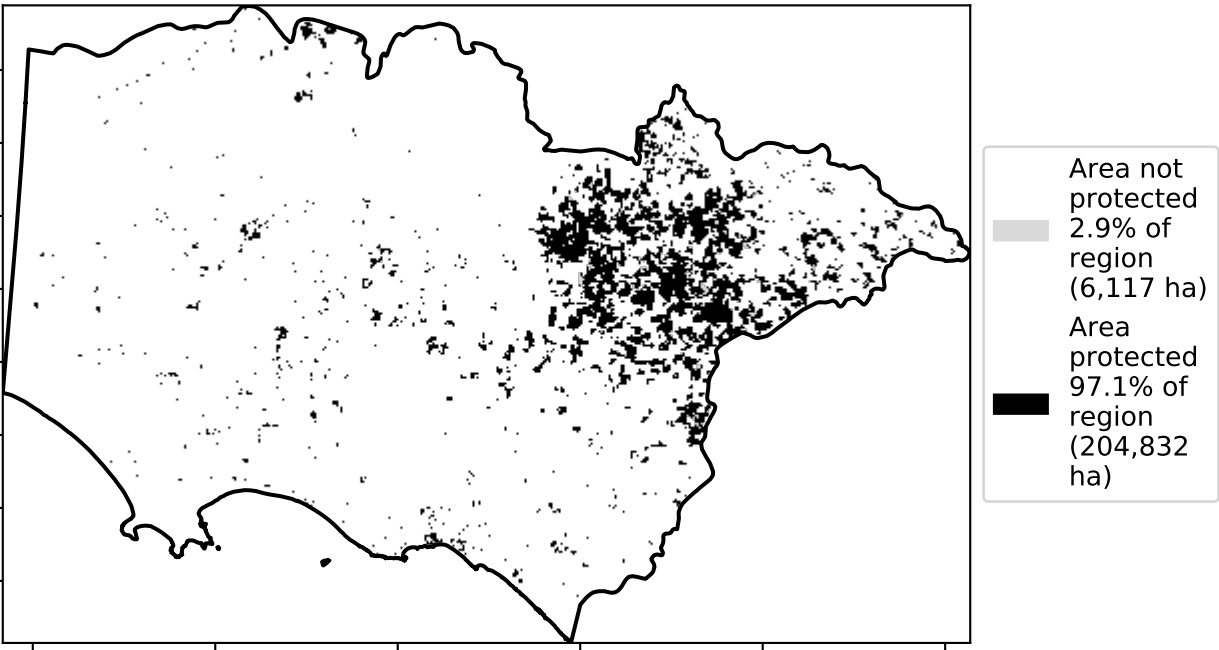 Area not
protected
2.9% of
region
(6,117 ha)
Area
protected
97.1% of
region
(204,832
ha)